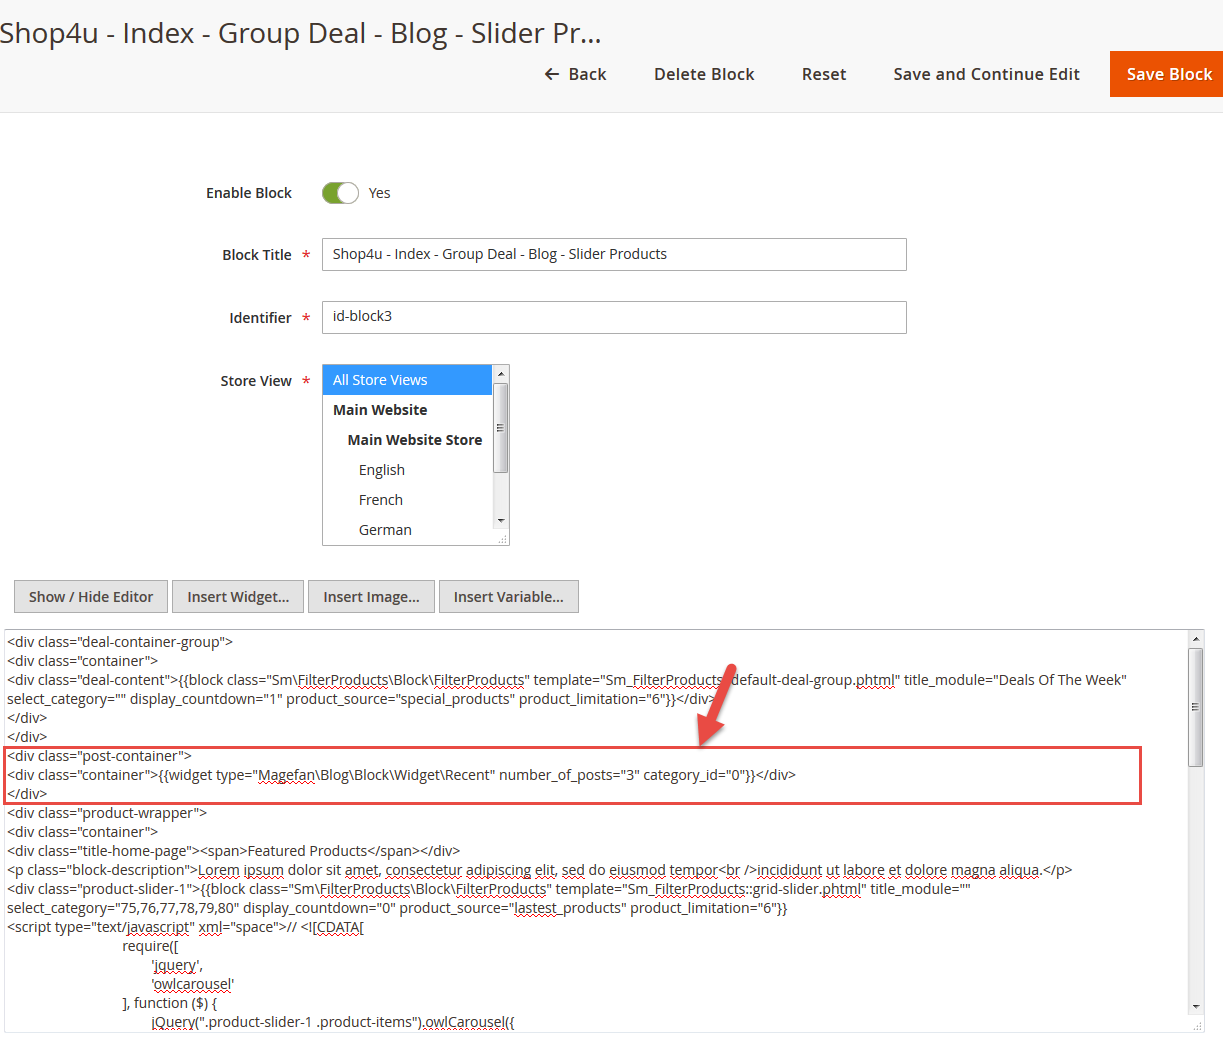 Shop4u - Index - Group Deal - Blog - Slider Pr...
Back Delete Block Reset Save and Continue Edit Save Block
Enable Block Yes
Block Title * Shop4u - Index - Group Deal - Blog - Slider Products
Identifier * id-block3
Store View * All Store Views
Main Website
Main Website Store
English
French
German
Show / Hide Editor Insert Widget... Insert Image... Insert Variable...
<div class="deal-container-group">
<div class="container">
<div class="deal-content">{{block class="Sm\FilterProducts\Block\FilterProducts" template="Sm_FilterProducts default-deal-group.phtml" title_module="Deals Of The Week"
select_category="" display_countdown="1" product_source="special_products" product_limitation="6"}}</div>
</div>
</div>
<div class="post-container">
<div class="container">{{widget type="Magefan\Blog\Block\Widget\Recent" number_of_posts="3" category_id="0"}}</div>
</div>
<div class="product-wrapper">
<div class="container">
<div class="title-home-page"><span>Featured Products</span></div>
<p class="block-description">Lorem ipsum dolor sit amet, consectetur adipiscing elit, sed do eiusmod tempor<br />incididunt ut labore et dolore magna aliqua.</p>
<div class="product-slider-1">{{block class="Sm\FilterProducts\Block\FilterProducts" template="Sm_FilterProducts::grid-slider.phtml" title_module=""
select_category="75,76,77,78,79,80" display_countdown="0" product_source="lastest_products" product_limitation="6"}}
<script type="text/javascript" xml="space">// <![CDATA[
require([
'jquery',
'owlcarousel'
], function ($) {
jQuery(".product-slider-1 .product-items").owlCarousel({